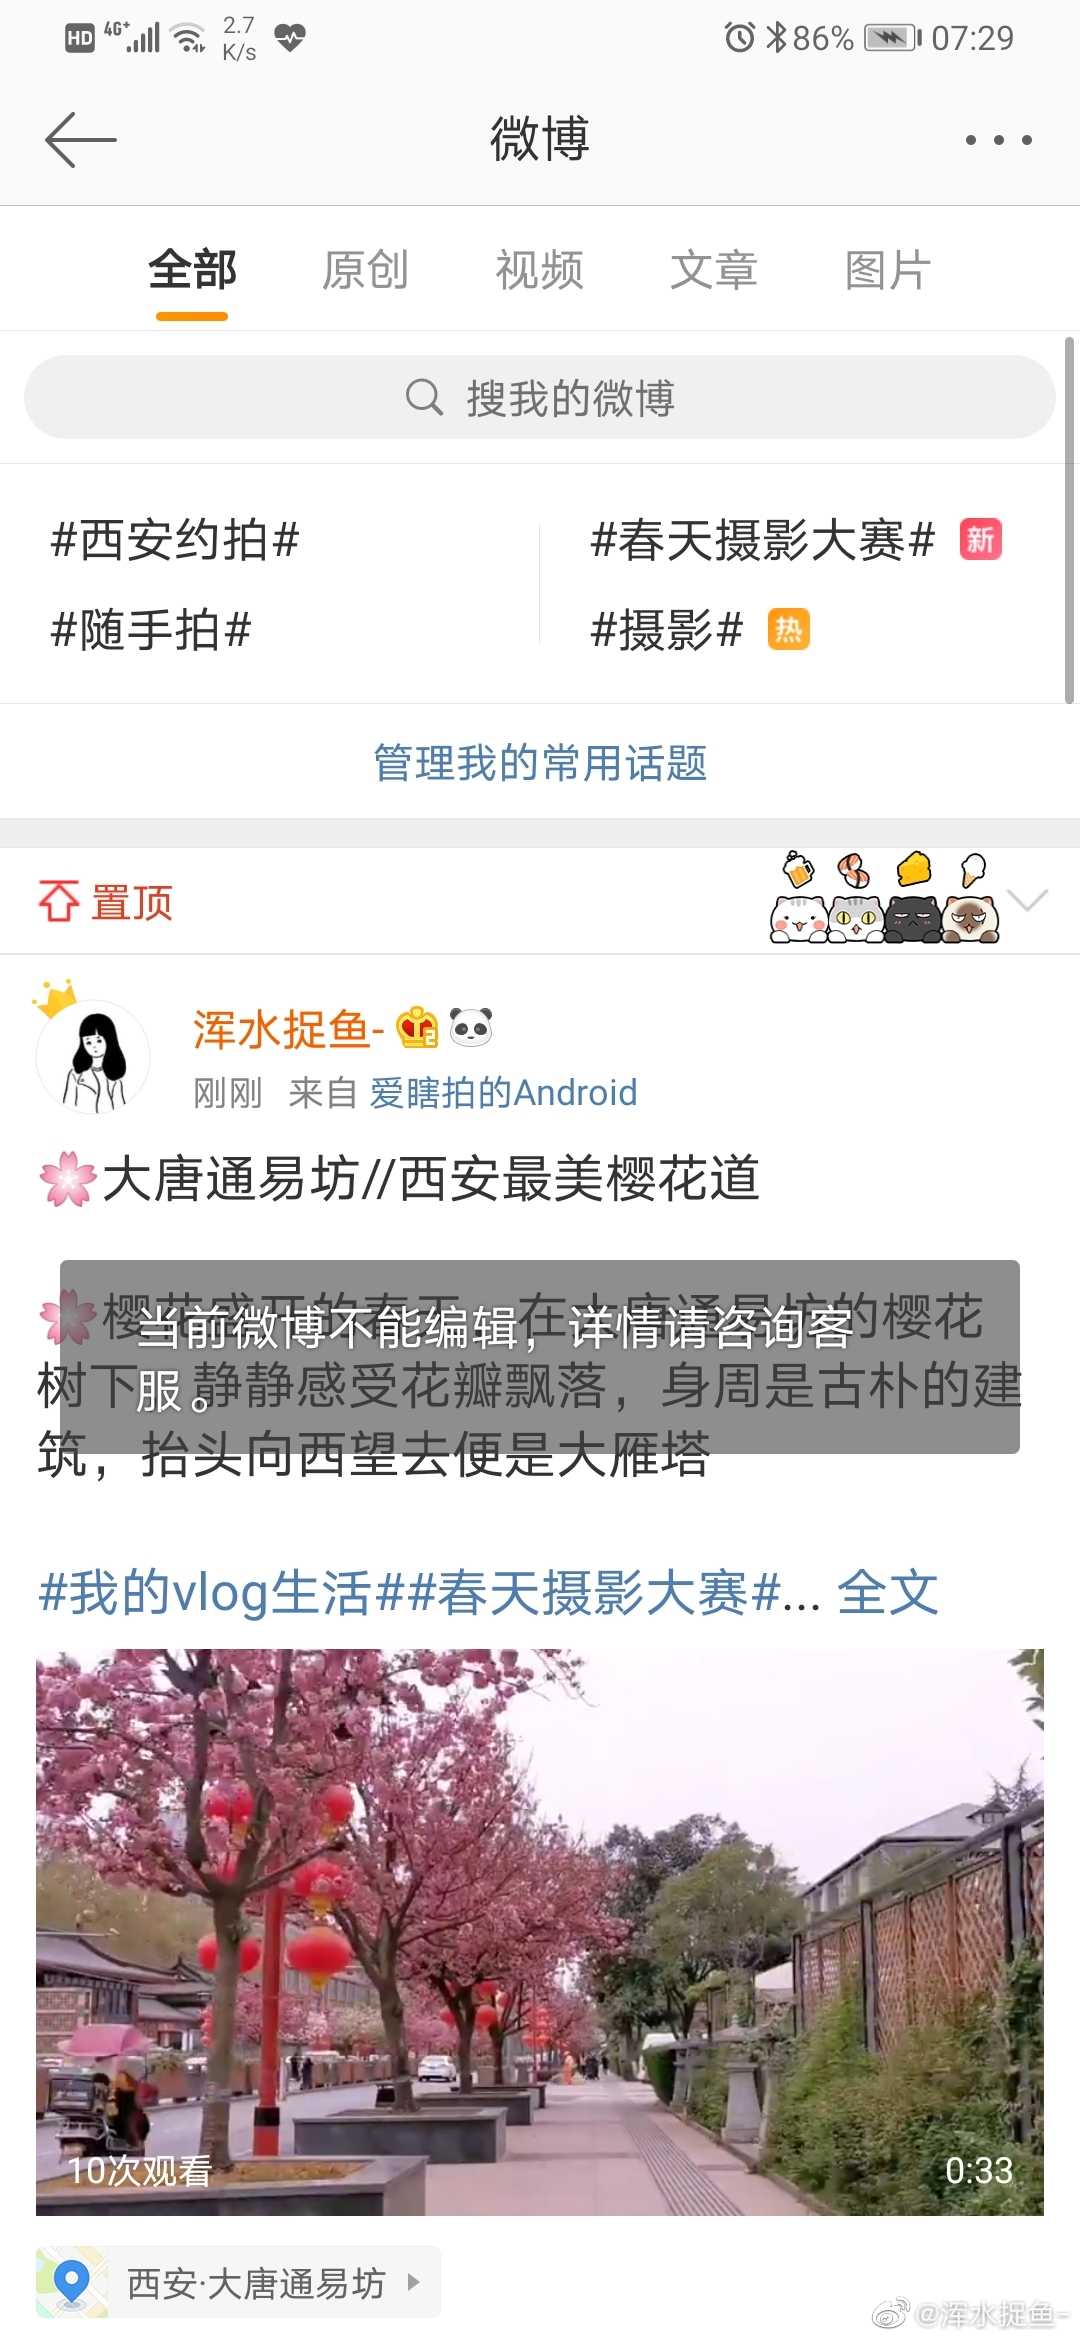 HD 4G+ 2.7 K/s 86% 07:29
微博
全部 原创 视频 文章 图片
搜我的微博
#西安约拍# #春天摄影大赛# 新
#随手拍# #摄影# 热
管理我的常用话题
置顶
浑水捉鱼- 2
刚刚 来自 爱瞎拍的Android
大唐通易坊//西安最美樱花道
樱花盛开的春天，在大唐通易坊的樱花
树下，静静感受花瓣飘落，身周是古朴的建
筑，抬头向西望去便是大雁塔
当前微博不能编辑，详情请咨询客
服。
#我的vlog生活##春天摄影大赛#... 全文
10次观看 0:33
西安·大唐通易坊
@浑水捉鱼-